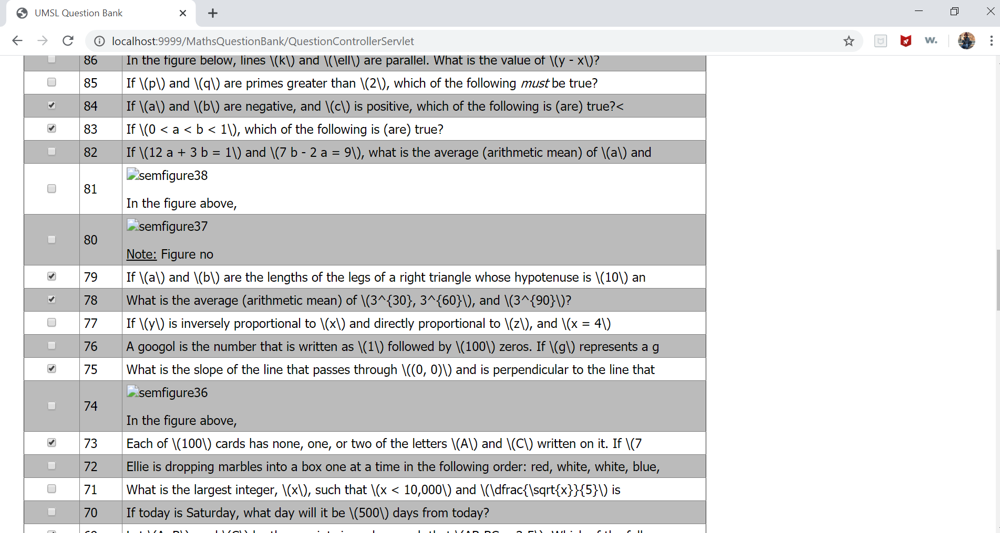 UMSL Question Bank
localhost:9999/MathsQuestionBank/QuestionControllerServlet
w.
86 In the figure below, lines \(k\) and \(\ell\) are parallel. What is the value of \(y - x\)?
85 If \(p\) and \(q\) are primes greater than \(2\), which of the following must be true?
84 If \(a\) and \(b\) are negative, and \(c\) is positive, which of the following is (are) true?<
83 If \(0 < a < b < 1\), which of the following is (are) true?
82 If \(12 a + 3 b = 1\) and \(7 b - 2 a = 9\), what is the average (arithmetic mean) of \(a\) and
semfigure38
81
In the figure above,
semfigure37
80
Note: Figure no
79 If \(a\) and \(b\) are the lengths of the legs of a right triangle whose hypotenuse is \(10\) an
78 What is the average (arithmetic mean) of \(3^{30}, 3^{60}\), and \(3^{90}\)?
77 If \(y\) is inversely proportional to \(x\) and directly proportional to \(z\), and \(x = 4\)
76 A googol is the number that is written as \(1\) followed by \(100\) zeros. If \(g\) represents a g
75 What is the slope of the line that passes through \((0, 0)\) and is perpendicular to the line that
semfigure36
74
In the figure above,
73 Each of \(100\) cards has none, one, or two of the letters \(A\) and \(C\) written on it. If \(7
72 Ellie is dropping marbles into a box one at a time in the following order: red, white, white, blue,
71 What is the largest integer, \(x\), such that \(x < 10,000\) and \(\dfrac{\sqrt{x}}{5}\) is
70 If today is Saturday, what day will it be \(500\) days from today?